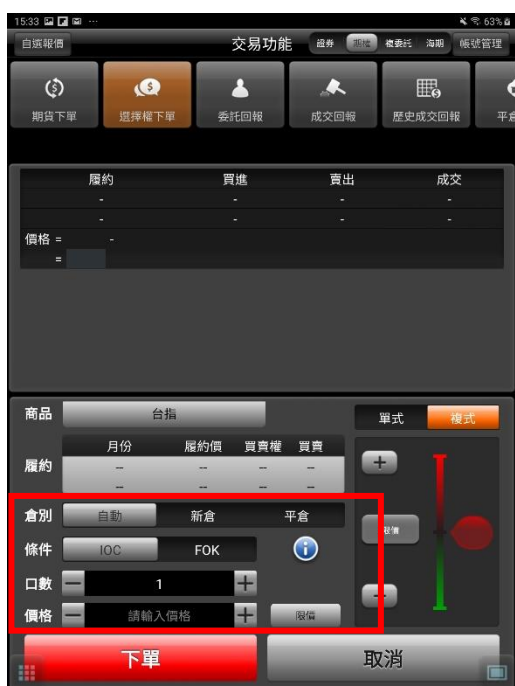 15:33 63%
自選報價 交易功能 證券 期權 複委託 海期 帳號管理
期貨下單 選擇權下單 委託回報 成交回報 歷史成交回報 平倉
履約 買進 賣出 成交
- - - -
- - - -
價格 = -
=
商品 台指 單式 複式
月份 履約價 買賣權 買賣
履約 -- -- -- --
-- -- -- --
倉別 自動 新倉 平倉
條件 IOC FOK
限價
口數 1
價格 請輸入價格 限價
下單 取消